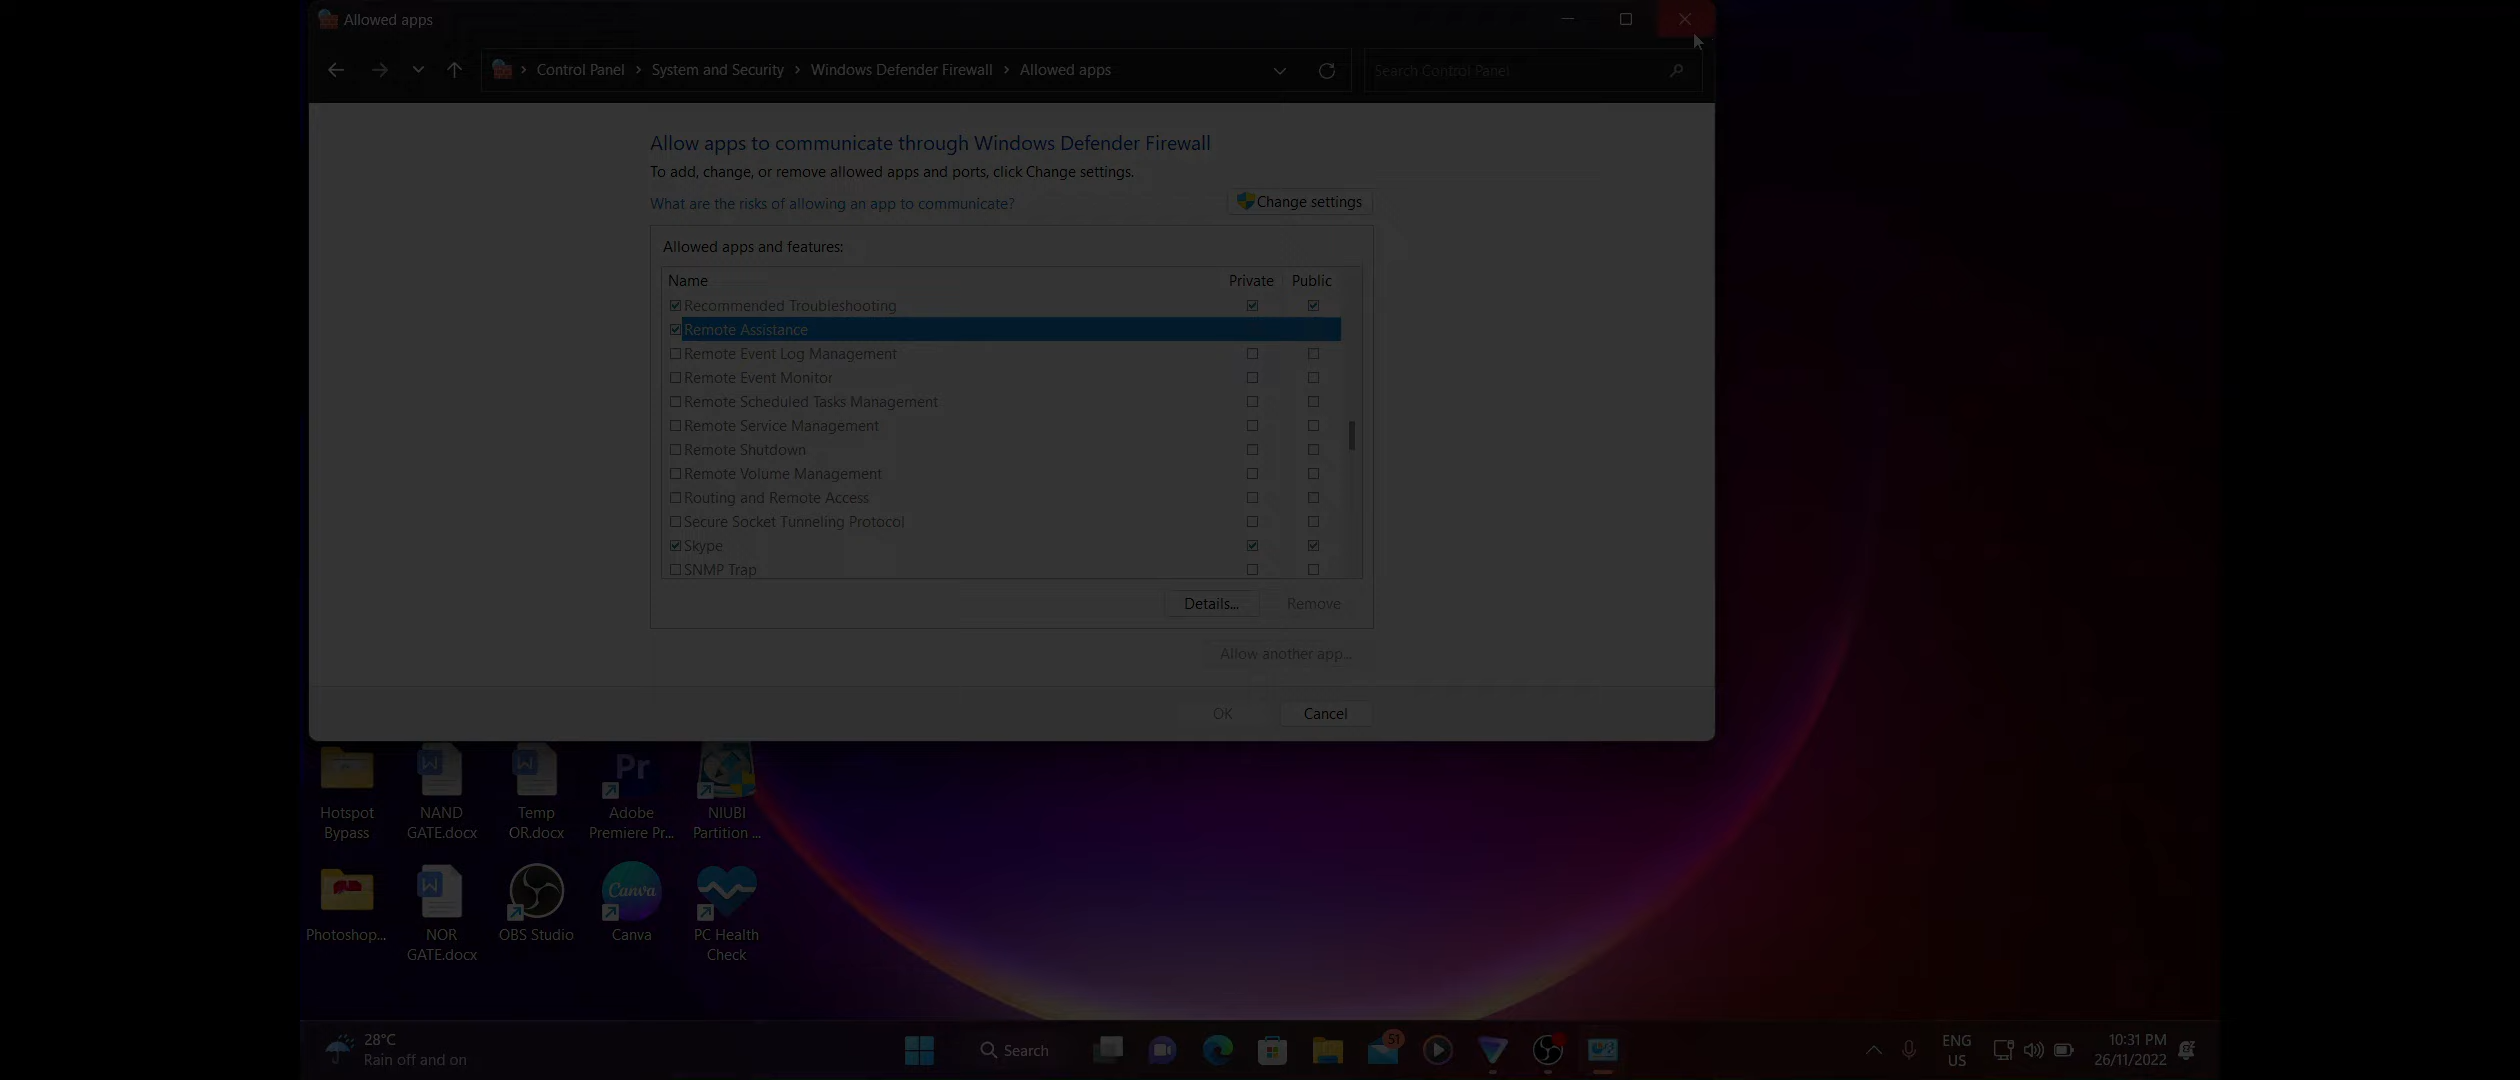 Allowed apps
Control Panel > System and Security > Windows Defender Firewall > Allowed apps
Search Control Panel
Allow apps to communicate through Windows Defender Firewall
To add, change, or remove allowed apps and ports, click Change settings.
What are the risks of allowing an app to communicate?
Change settings
Allowed apps and features:
Name Private Public
Recommended Troubleshooting
Remote Assistance
Remote Event Log Management
Remote Event Monitor
Remote Scheduled Tasks Management
Remote Service Management
Remote Shutdown
Remote Volume Management
Routing and Remote Access
Secure Socket Tunneling Protocol
Skype
SNMP Trap
Details...
Remove
Allow another app...
OK
Cancel
Hotspot
Bypass
NAND
GATE.docx
Temp
OR.docx
Pr
Adobe
Premiere Pr...
NIUBI
Partition ...
Photoshop...
NOR
GATE.docx
OBS Studio
Canva
Canva
PC Health
Check
28°C
Rain off and on
Search
51
ENG
US
10:31 PM
26/11/2022